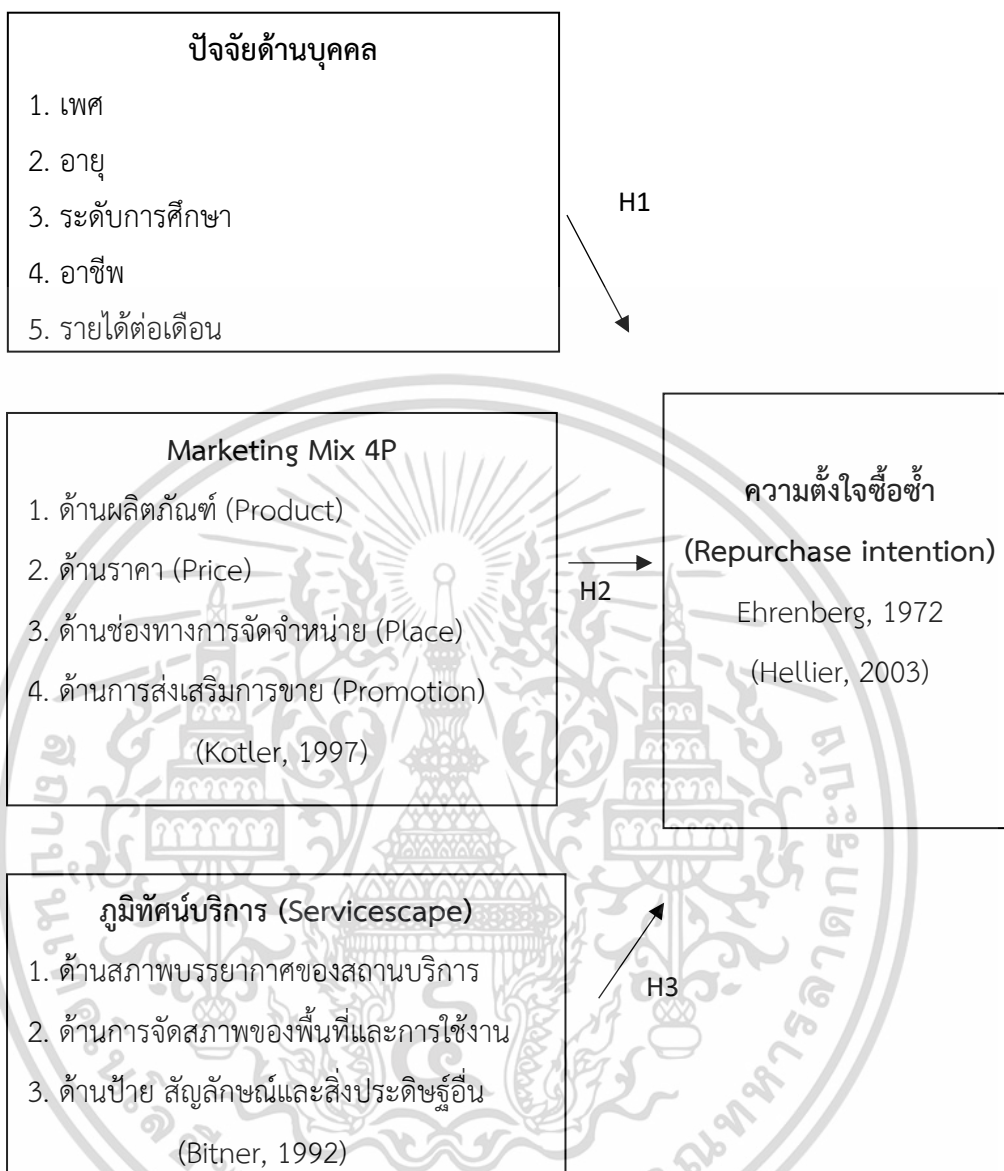 ปัจจัยด้านบุคคล
1. เพศ
2. อายุ
3. ระดับการศึกษา
4. อาชีพ
5. รายได้ต่อเดือน
H1
Marketing Mix 4P
1. ด้านผลิตภัณฑ์ (Product)
2. ด้านราคา (Price)
3. ด้านช่องทางการจัดจำหน่าย (Place)
4. ด้านการส่งเสริมการขาย (Promotion)
(Kotler, 1997)
H2
ความตั้งใจซื้อซ้ำ
(Repurchase intention)
Ehrenberg, 1972
(Hellier, 2003)
ภูมิทัศน์บริการ (Servicescape)
1. ด้านสภาพบรรยากาศของสถานบริการ
2. ด้านการจัดสภาพของพื้นที่และการใช้งาน
3. ด้านป้าย สัญลักษณ์และสิ่งประดิษฐ์อื่น
(Bitner, 1992)
H3